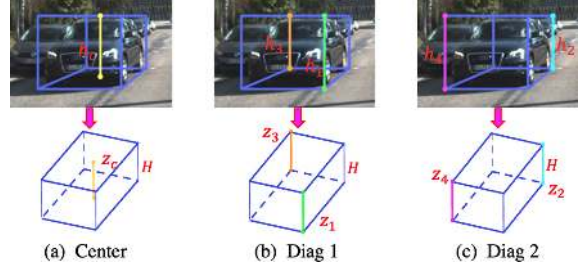 h_c
h_3
h_1
h_4
h_2
z_c
H
z_3
z_1
H
z_4
H
z_2
(a) Center
(b) Diag 1
(c) Diag 2